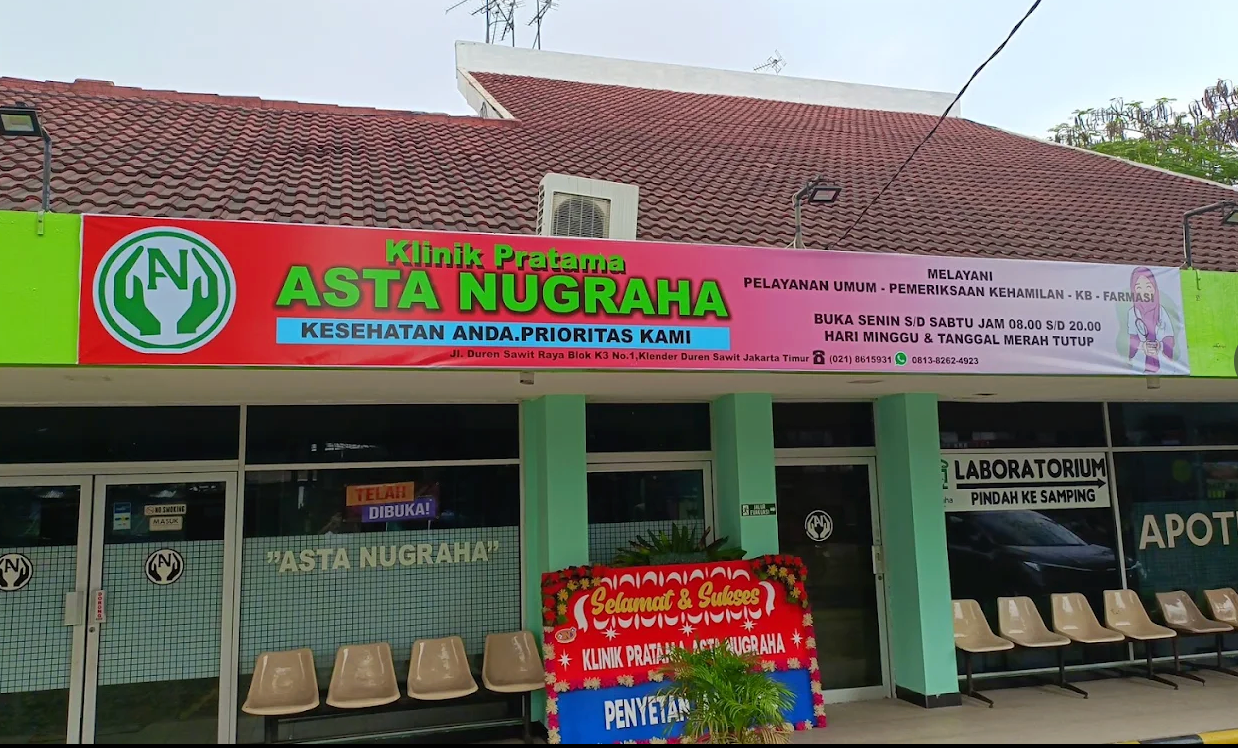 AN
Klinik Pratama
ASTA NUGRAHA
KESEHATAN ANDA.PRIORITAS KAMI
Jl. Duren Sawit Raya Blok K3 No.1,Klender Duren Sawit Jakarta Timur (021) 8615931 0813-8262-4923
MELAYANI
PELAYANAN UMUM - PEMERIKSAAN KEHAMILAN - KB - FARMASI
BUKA SENIN S/D SABTU JAM 08.00 S/D 20.00
HARI MINGGU & TANGGAL MERAH TUTUP
NO SMOKING
MASUK
DORONG
TELAH
DIBUKA!
"ASTA NUGRAHA"
LABORATORIUM
PINDAH KE SAMPING
APOT
Selamat & Sukses
KLINIK PRATAMA ASTA NUGRAHA